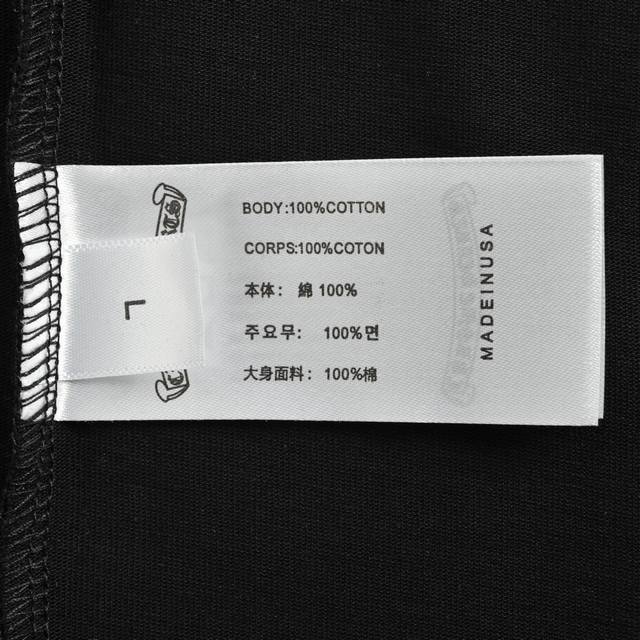 BODY:100%COTTON
CORPS:100%COTON
本体： 綿 100%
주요무： 100%면
大身面料： 100%棉
MADEINUSA
L